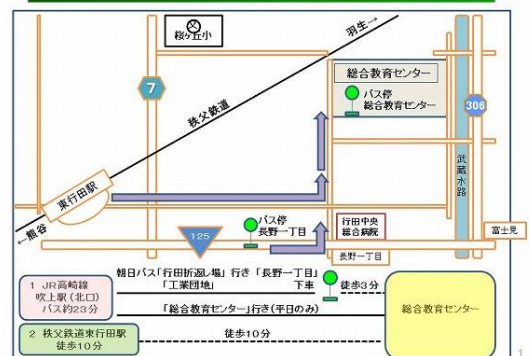 桜ヶ丘小
羽生→
7
総合教育センター
バス停
総合教育センター
306
秩父鉄道
武蔵水路
東行田駅
←熊谷
125
バス停
長野一丁目
行田中央
総合病院
富士見
長野一丁目
朝日バス「行田折返し場」行き 「長野一丁目」
「工業団地」 下車 徒歩3分
1 JR高崎線
吹上駅(北口)
バス約23分
「総合教育センター」行き(平日のみ)
総合教育センター
2 秩父鉄道東行田駅
徒歩10分
徒歩10分
1